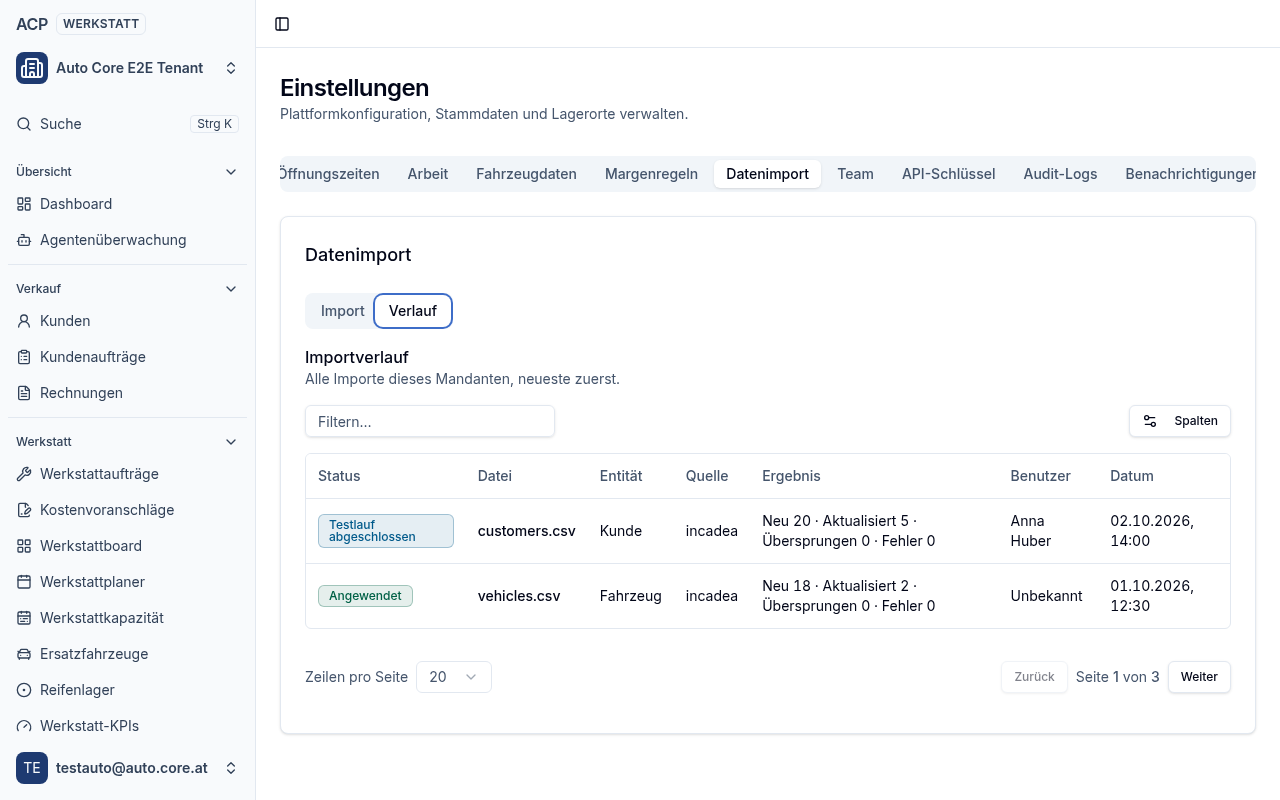 ACP WERKSTATT
Auto Core E2E Tenant
Suche Strg K
Übersicht
Dashboard
Agentenüberwachung
Verkauf
Kunden
Kundenaufträge
Rechnungen
Werkstatt
Werkstattaufträge
Kostenvoranschläge
Werkstattboard
Werkstattplaner
Werkstattkapazität
Ersatzfahrzeuge
Reifenlager
Werkstatt-KPIs
TE testauto@auto.core.at
Einstellungen
Plattformkonfiguration, Stammdaten und Lagerorte verwalten.
Öffnungszeiten Arbeit Fahrzeugdaten Margenregeln Datenimport Team API-Schlüssel Audit-Logs Benachrichtigungen
Datenimport
Import Verlauf
Importverlauf
Alle Importe dieses Mandanten, neueste zuerst.
Filtern... Spalten
Status Datei Entität Quelle Ergebnis Benutzer Datum
Testlauf abgeschlossen customers.csv Kunde incadea Neu 20 · Aktualisiert 5 · Übersprungen 0 · Fehler 0 Anna Huber 02.10.2026, 14:00
Angewendet vehicles.csv Fahrzeug incadea Neu 18 · Aktualisiert 2 · Übersprungen 0 · Fehler 0 Unbekannt 01.10.2026, 12:30
Zeilen pro Seite 20 Zurück Seite 1 von 3 Weiter